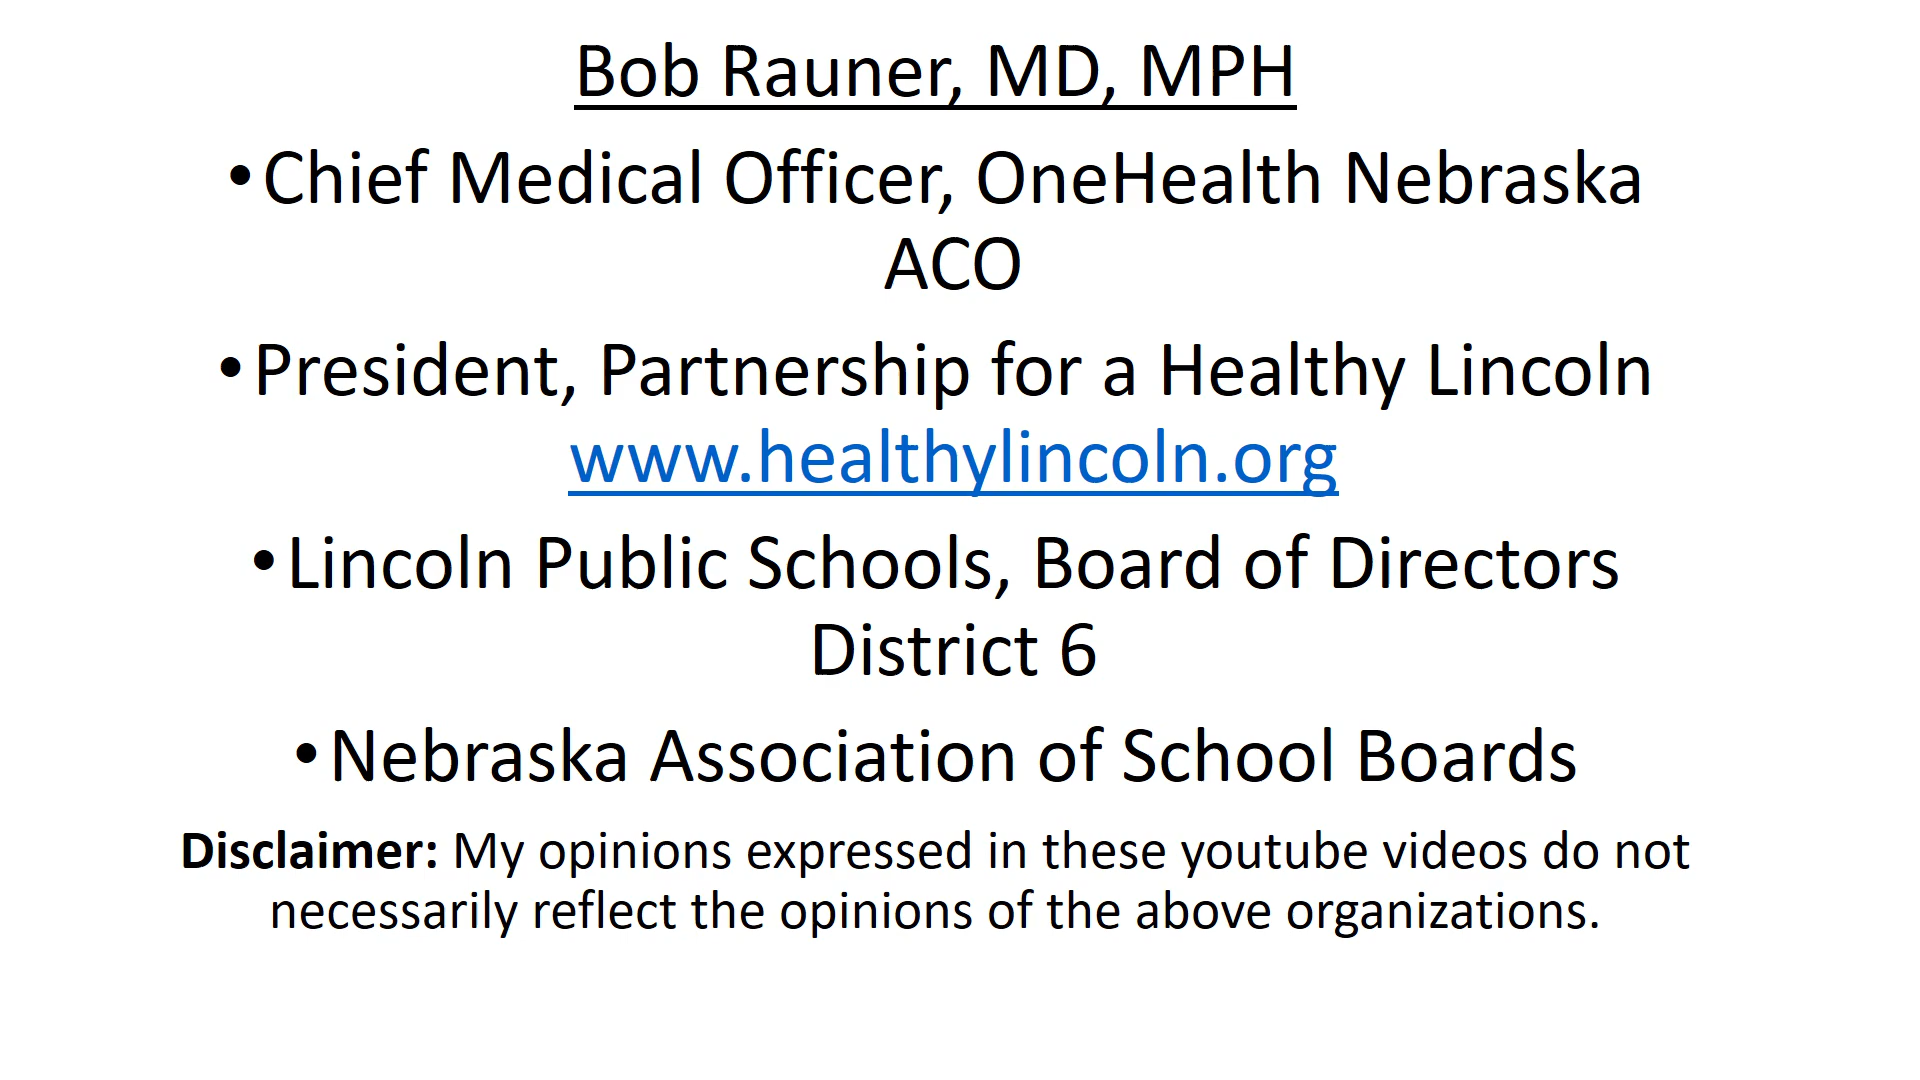 Bob Rauner, MD, MPH
•Chief Medical Officer, OneHealth Nebraska
ACO
•President, Partnership for a Healthy Lincoln
www.healthylincoln.org
•Lincoln Public Schools, Board of Directors
District 6
•Nebraska Association of School Boards
Disclaimer: My opinions expressed in these youtube videos do not
necessarily reflect the opinions of the above organizations.